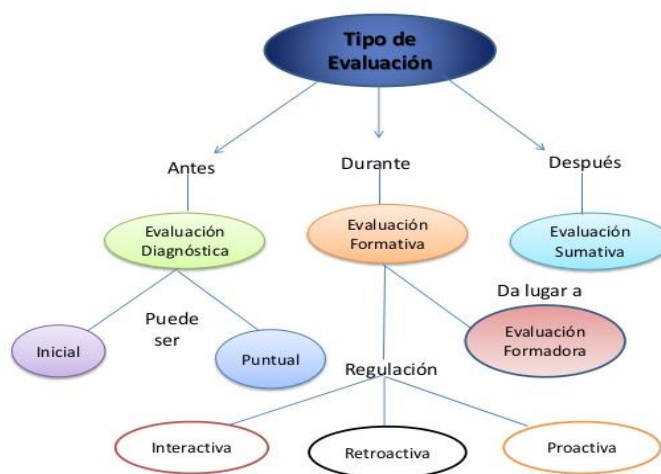 Tipo de
Evaluación
Antes
Durante
Después
Evaluación
Diagnóstica
Evaluación
Formativa
Evaluación
Sumativa
Da lugar a
Puede
ser
Inicial
Puntual
Evaluación
Formadora
Regulación
Interactiva
Retroactiva
Proactiva